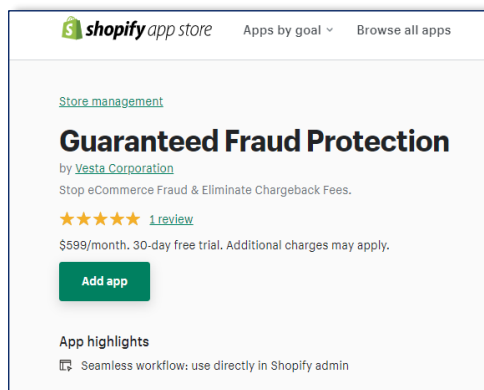 shopify app store Apps by goal Browse all apps
Store management
Guaranteed Fraud Protection
by Vesta Corporation
Stop eCommerce Fraud & Eliminate Chargeback Fees.
1 review
$599/month. 30-day free trial. Additional charges may apply.
Add app
App highlights
Seamless workflow: use directly in Shopify admin